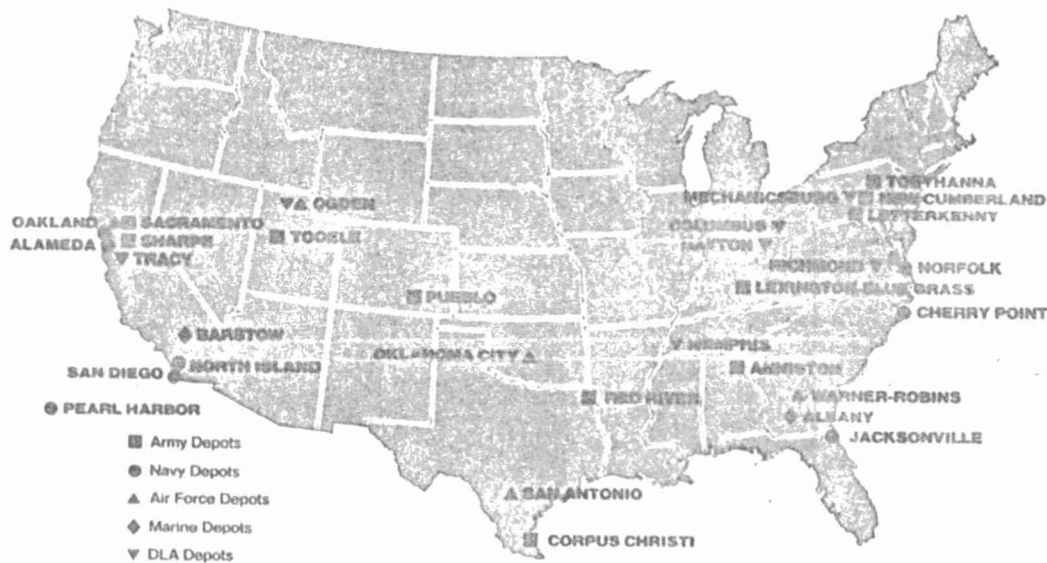 TOBYHANNA
MECHANICSBURG
NEW CUMBERLAND
LETTERKENNY
OGDEN
OAKLAND
SACRAMENTO
COLUMBUS
ALAMEDA
SHARPE
TOOELE
DAYTON
TRACY
RICHMOND
NORFOLK
LEXINGTON-BLUE GRASS
PUEBLO
CHERRY POINT
BARSTOW
MEMPHIS
OKLAHOMA CITY
NORTH ISLAND
SAN DIEGO
ANNISTON
RED RIVER
WARNER-ROBINS
PEARL HARBOR
ALBANY
JACKSONVILLE
Army Depots
Navy Depots
Air Force Depots
SAN ANTONIO
Marine Depots
CORPUS CHRISTI
DLA Depots